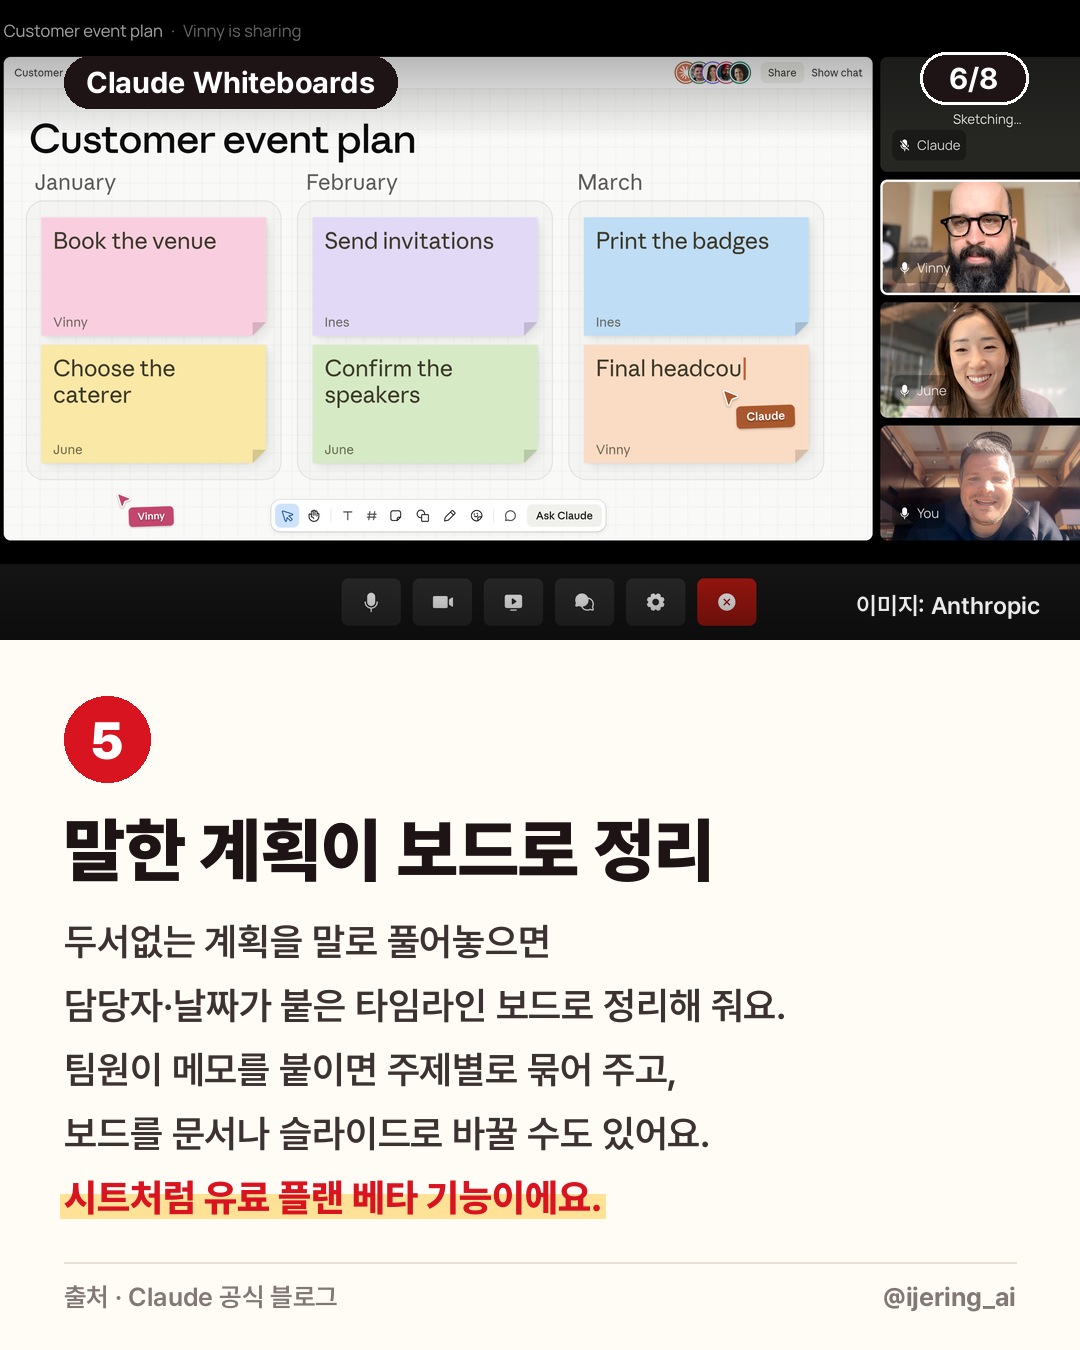 Customer event plan · Vinny is sharing
Customer
Claude Whiteboards
Share
Show chat
6/8
Sketching...
Claude
Customer event plan
January
February
March
Book the venue
Vinny
Send invitations
Ines
Print the badges
Ines
Choose the
caterer
June
Confirm the
speakers
June
Final headcou
Claude
Vinny
Vinny
June
You
Vinny
T
Ask Claude
이미지: Anthropic
5
말한 계획이 보드로 정리
두서없는 계획을 말로 풀어놓으면
담당자·날짜가 붙은 타임라인 보드로 정리해 줘요.
팀원이 메모를 붙이면 주제별로 묶어 주고,
보드를 문서나 슬라이드로 바꿀 수도 있어요.
시트처럼 유료 플랜 베타 기능이에요.
출처 · Claude 공식 블로그
@ijering_ai